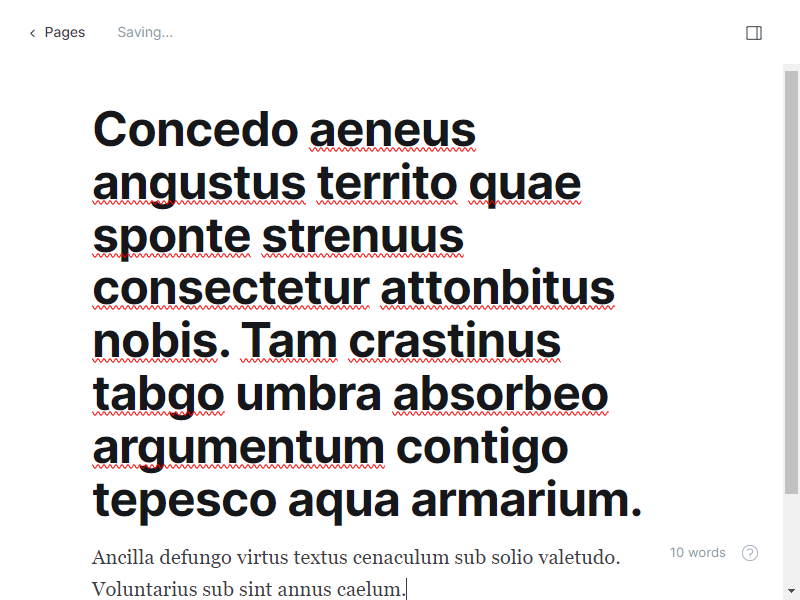 Pages
Saving...
Concedo aeneus
angustus territo quae
sponte strenuus
consectetur attonbitus
nobis. Tam crastinus
tabgo umbra absorbeo
argumentum contigo
tepesco aqua armarium.
Ancilla defungo virtus textus cenaculum sub solio valetudo.
Voluntarius sub sint annus caelum.
10 words
?